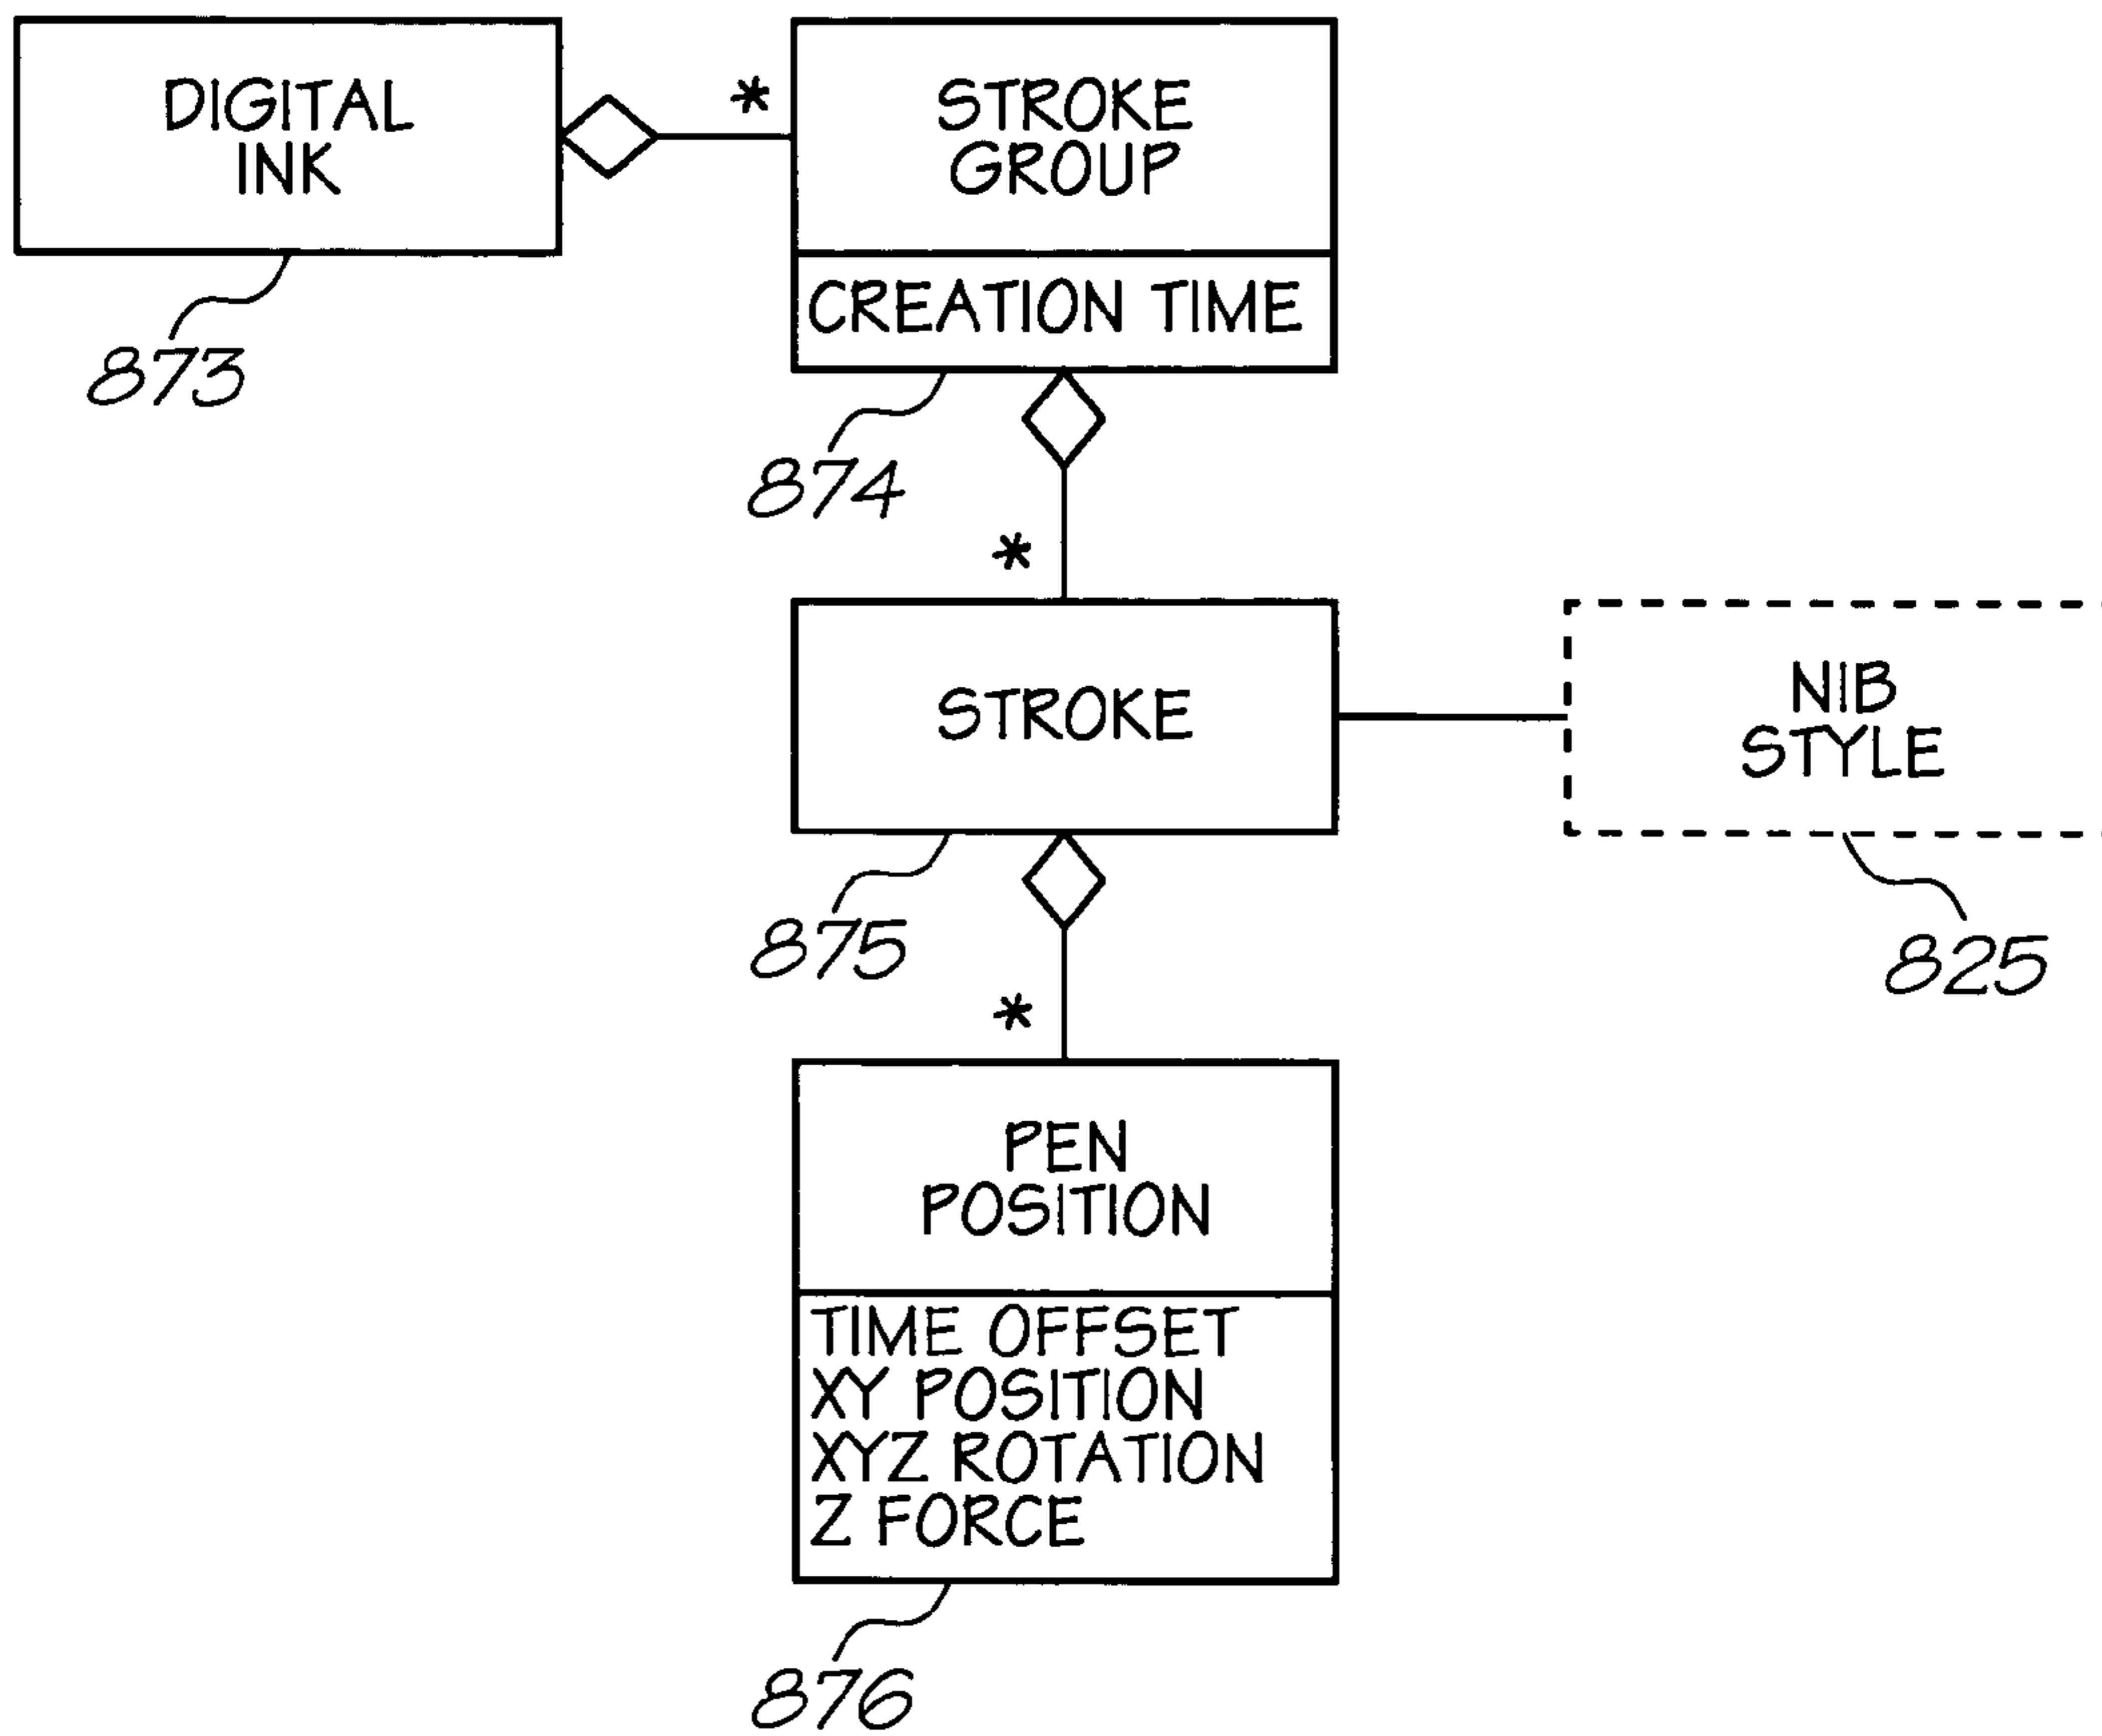 DIGITAL
INK
*
STROKE
GROUP
CREATION TIME
873
874
*
STROKE
NIB
STYLE
875
825
*
PEN
POSITION
TIME OFFSET
XY POSITION
XYZ ROTATION
Z FORCE
876